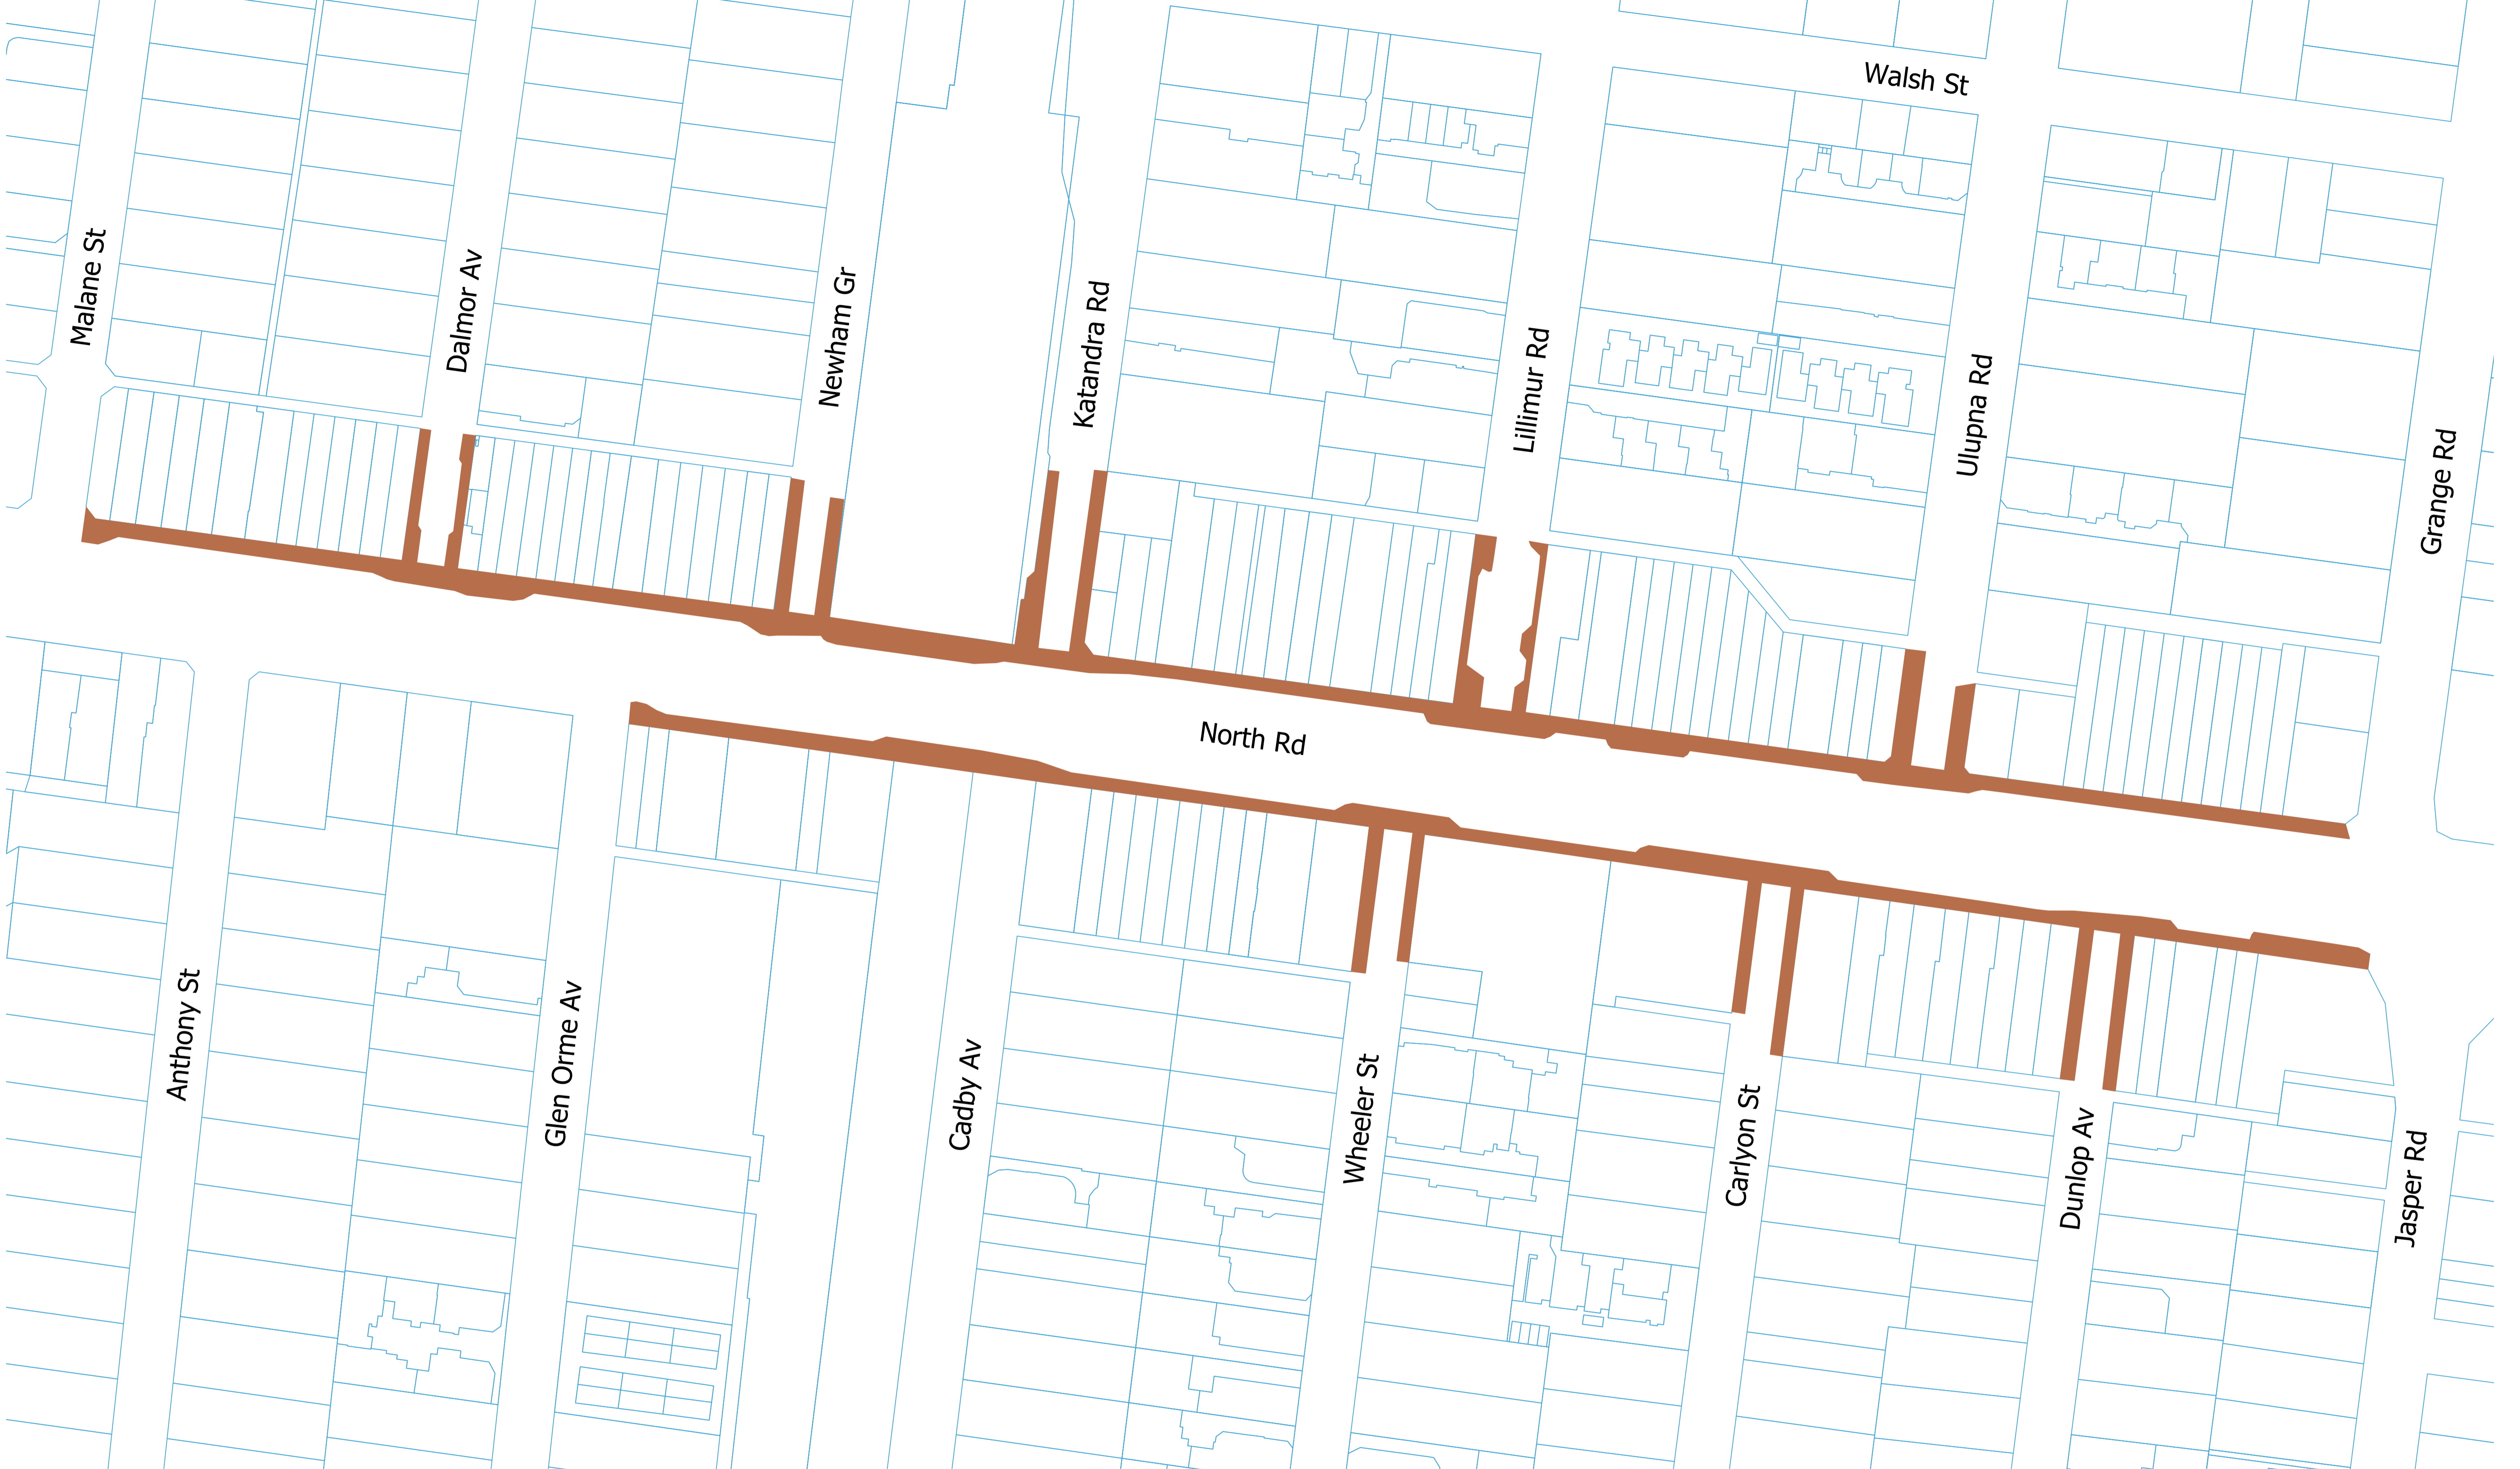 Walsh St
Malane St
Dalmor Av
Newham Gr
Katandra Rd
Lillimur Rd
Ulupna Rd
Grange Rd
North Rd
Anthony St
Glen Orme Av
Cadby Av
Wheeler St
Carlyon St
Dunlop Av
Jasper Rd